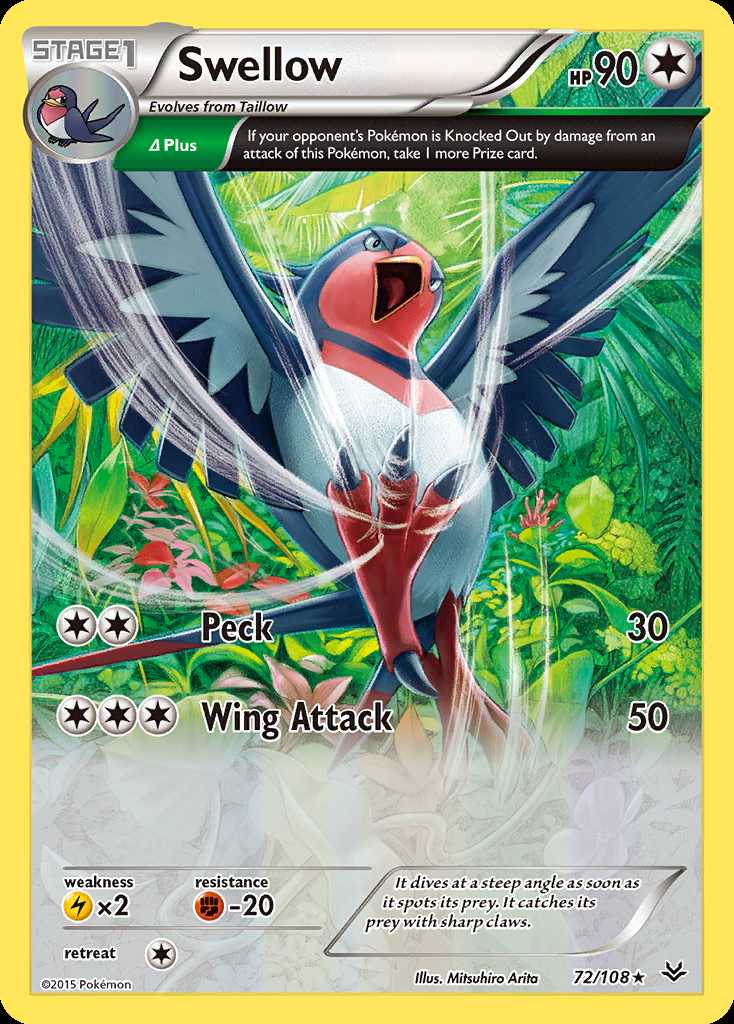 STAGE1
Swellow
HP90
Evolves from Taillow
Δ Plus
If your opponent's Pokémon is Knocked Out by damage from an
attack of this Pokémon, take 1 more Prize card.
Peck 30
Wing Attack 50
weakness
×2
resistance
-20
retreat
It dives at a steep angle as soon as
it spots its prey. It catches its
prey with sharp claws.
©2015 Pokémon
Illus. Mitsuhiro Arita
72/108★